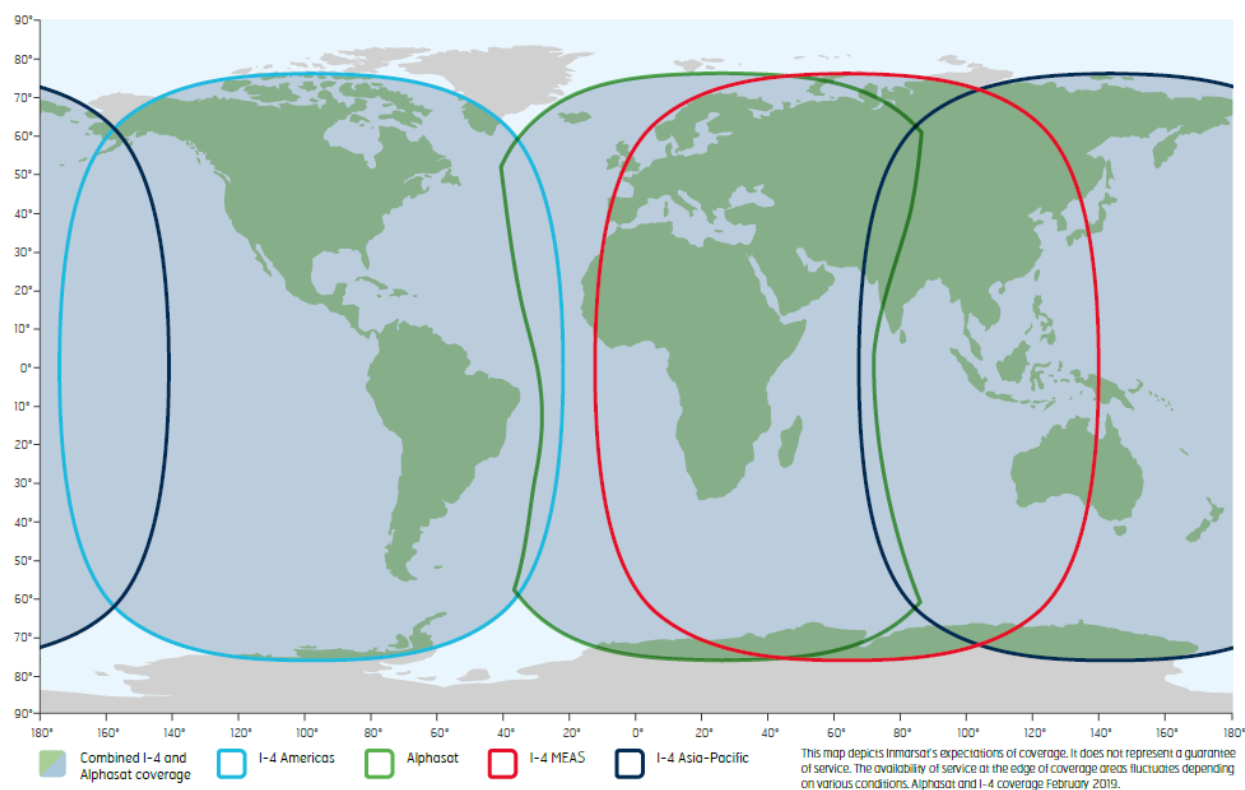 90°
80°
70°
60°
50°
40°
30°
20°
10°
0°
10°
20°
30°
40°
50°
60°
70°
80°
90°
180° 160° 140° 120° 100° 80° 60° 40° 20° 0° 20° 40° 60° 80° 100° 120° 140° 160° 180°
Combined I-4 and
Alphasat coverage
I-4 Americas
Alphasat
I-4 MEAS
I-4 Asia-Pacific
This map depicts Inmarsat's expectations of coverage. It does not represent a guarantee
of service. The availability of service at the edge of coverage areas fluctuates depending
on various conditions. Alphasat and I-4 coverage February 2019.